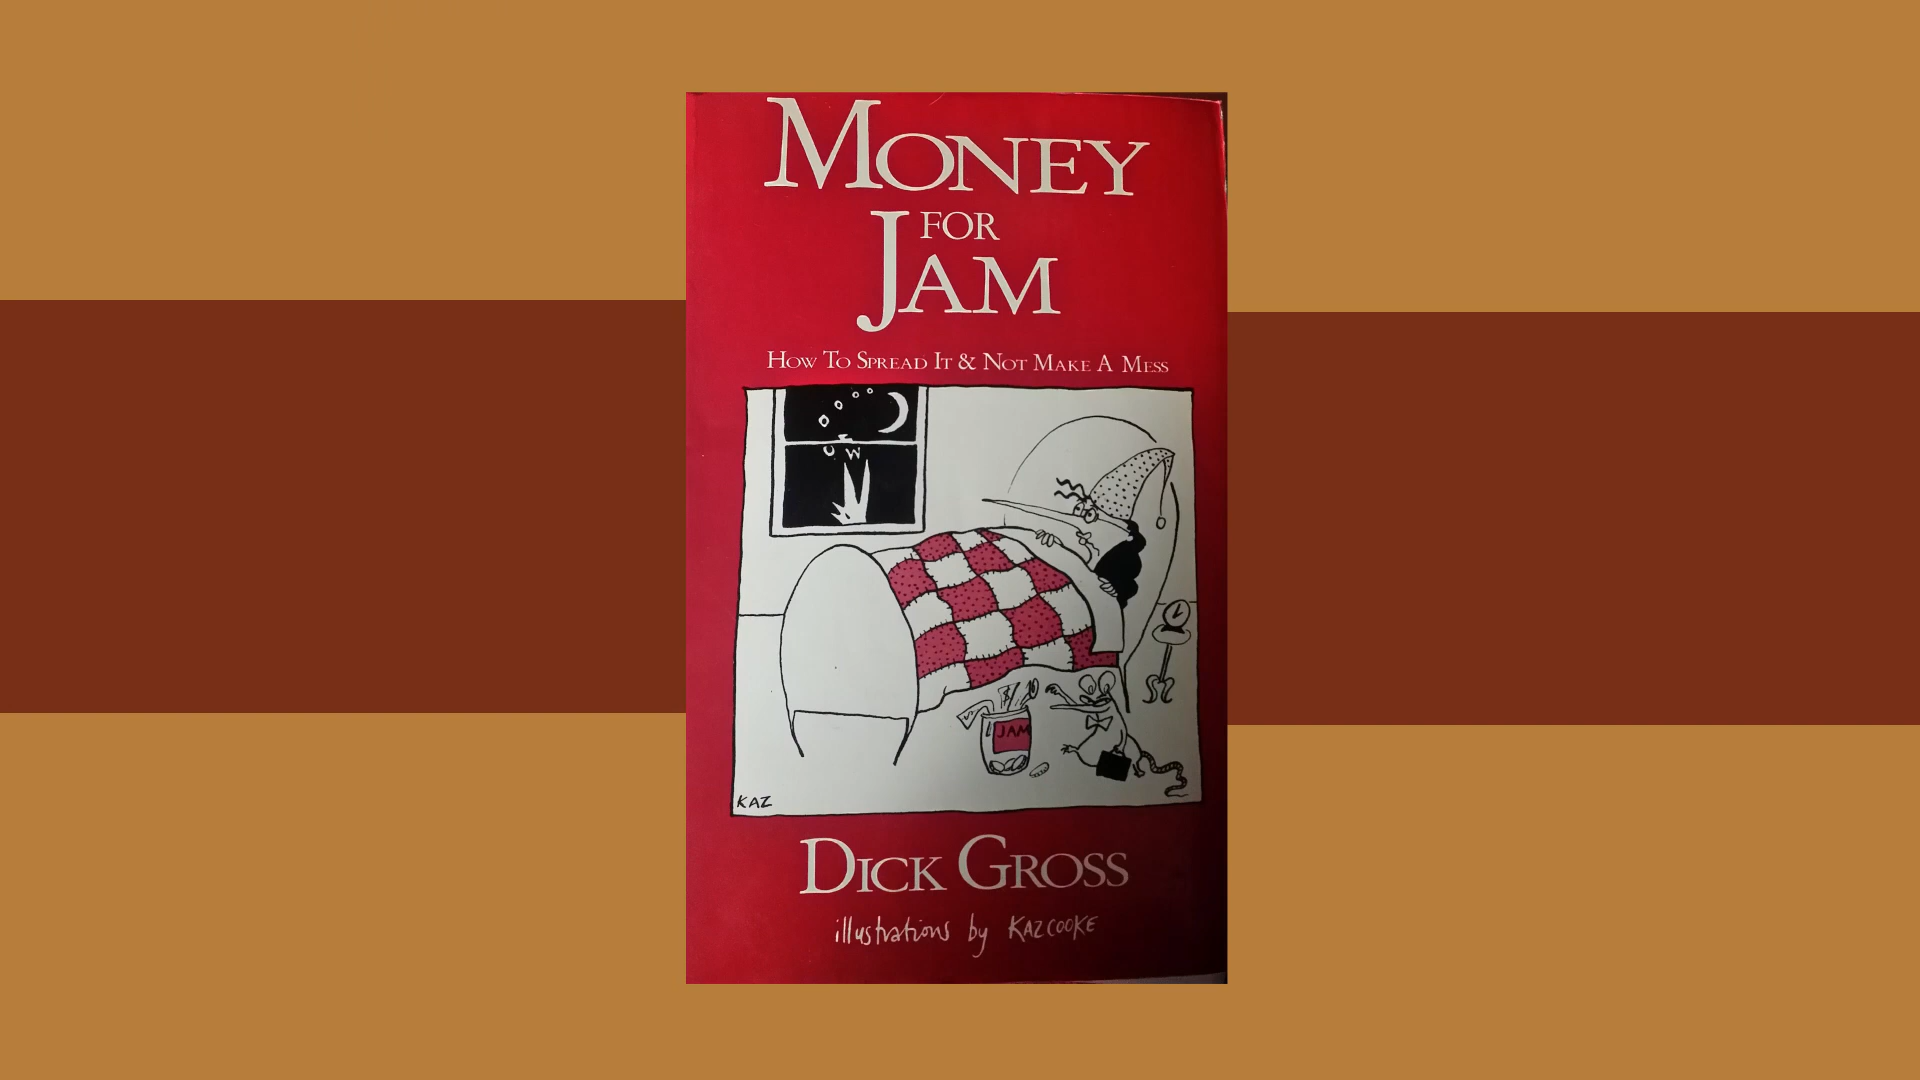 MONEY
FOR
JAM
HOW TO SPREAD IT & NOT MAKE A MESS
JAM
KAZ
DICK GROSS
illustrations by KAZ COOKE